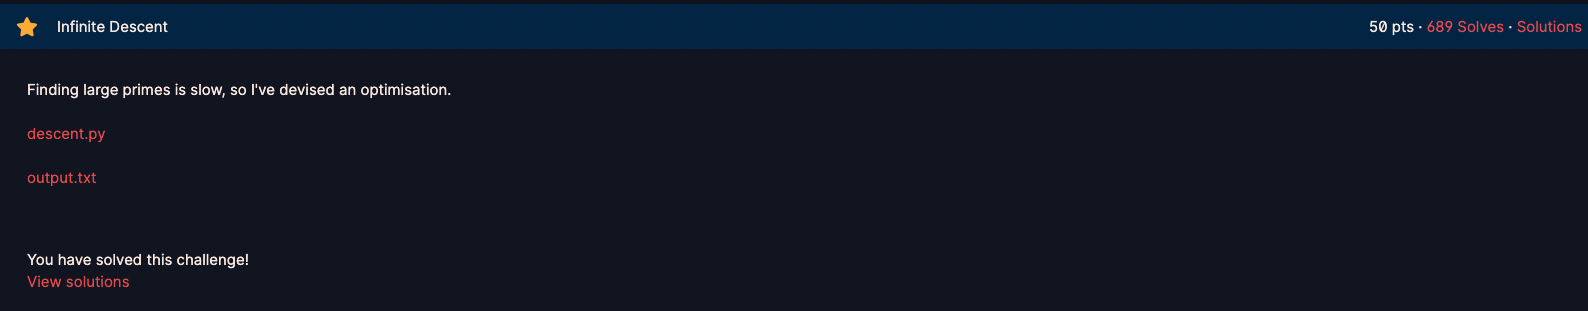 Infinite Descent
50 pts · 689 Solves · Solutions
Finding large primes is slow, so I've devised an optimisation.
descent.py
output.txt
You have solved this challenge!
View solutions